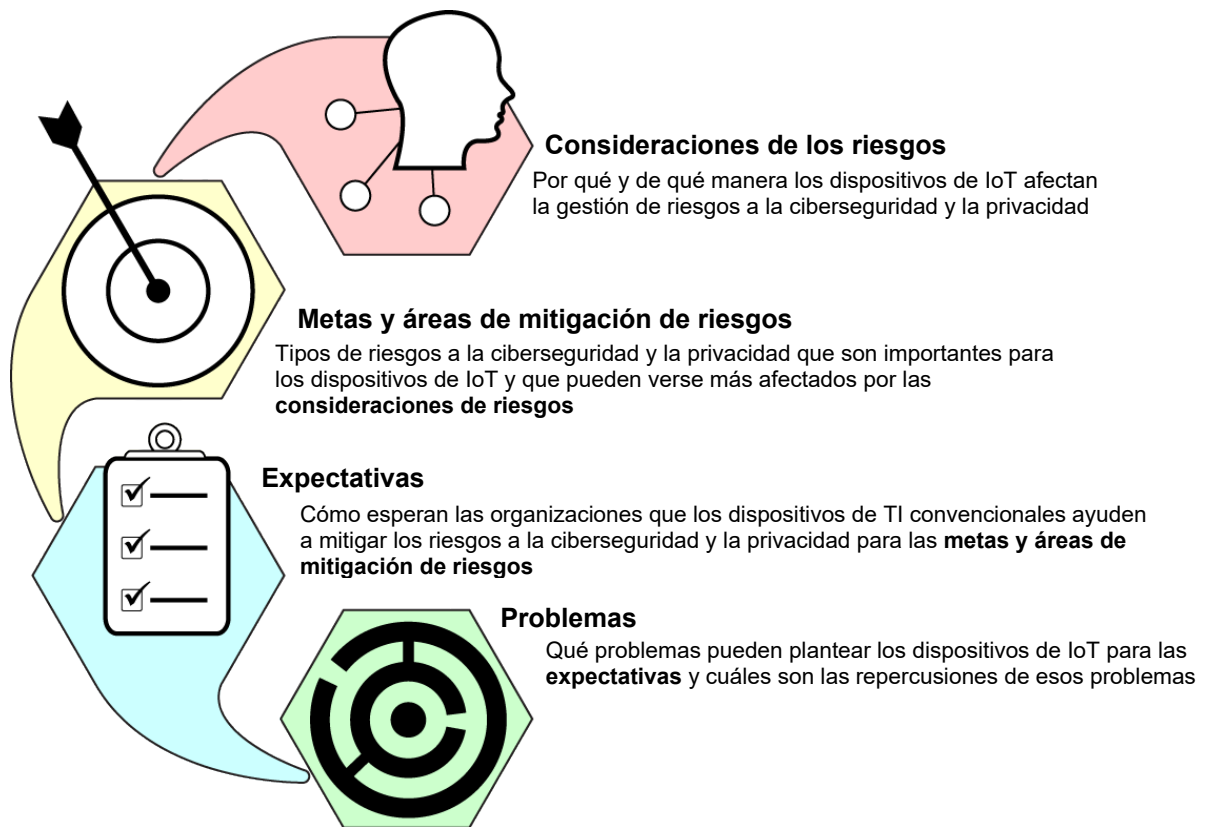 Consideraciones de los riesgos
Por qué y de qué manera los dispositivos de IoT afectan
la gestión de riesgos a la ciberseguridad y la privacidad
Metas y áreas de mitigación de riesgos
Tipos de riesgos a la ciberseguridad y la privacidad que son importantes para
los dispositivos de IoT y que pueden verse más afectados por las
consideraciones de riesgos
Expectativas
Cómo esperan las organizaciones que los dispositivos de TI convencionales ayuden
a mitigar los riesgos a la ciberseguridad y la privacidad para las metas y áreas de
mitigación de riesgos
Problemas
Qué problemas pueden plantear los dispositivos de IoT para las
expectativas y cuáles son las repercusiones de esos problemas